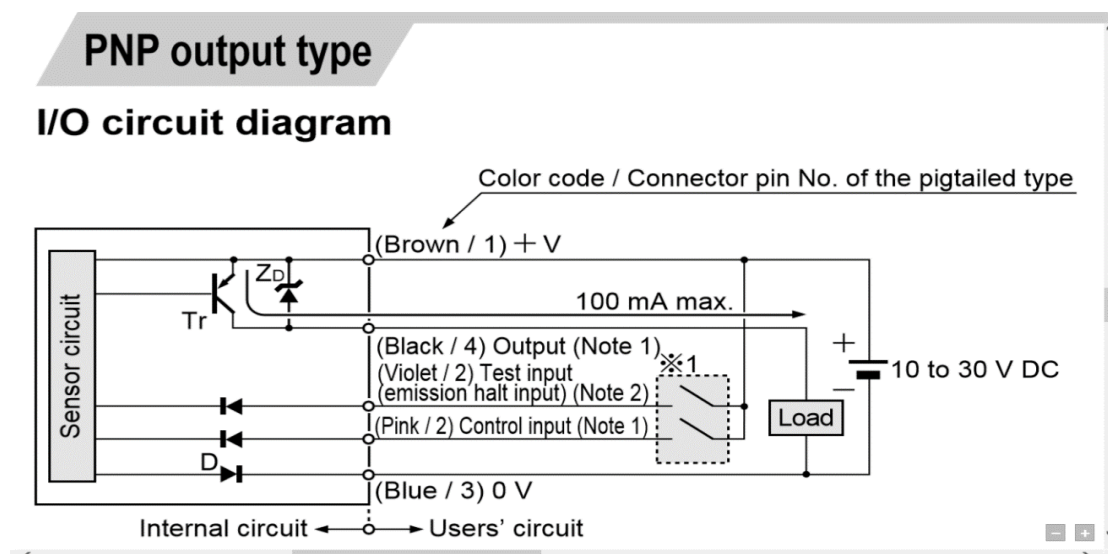 PNP output type
I/O circuit diagram
Color code / Connector pin No. of the pigtailed type
(Brown / 1) + V
ZD
100 mA max.
Tr
Sensor circuit
(Black / 4) Output (Note 1)
※1
(Violet / 2) Test input
(emission halt input) (Note 2)
(Pink / 2) Control input (Note 1)
+
10 to 30 V DC
−
Load
D
(Blue / 3) 0 V
Internal circuit
Users' circuit